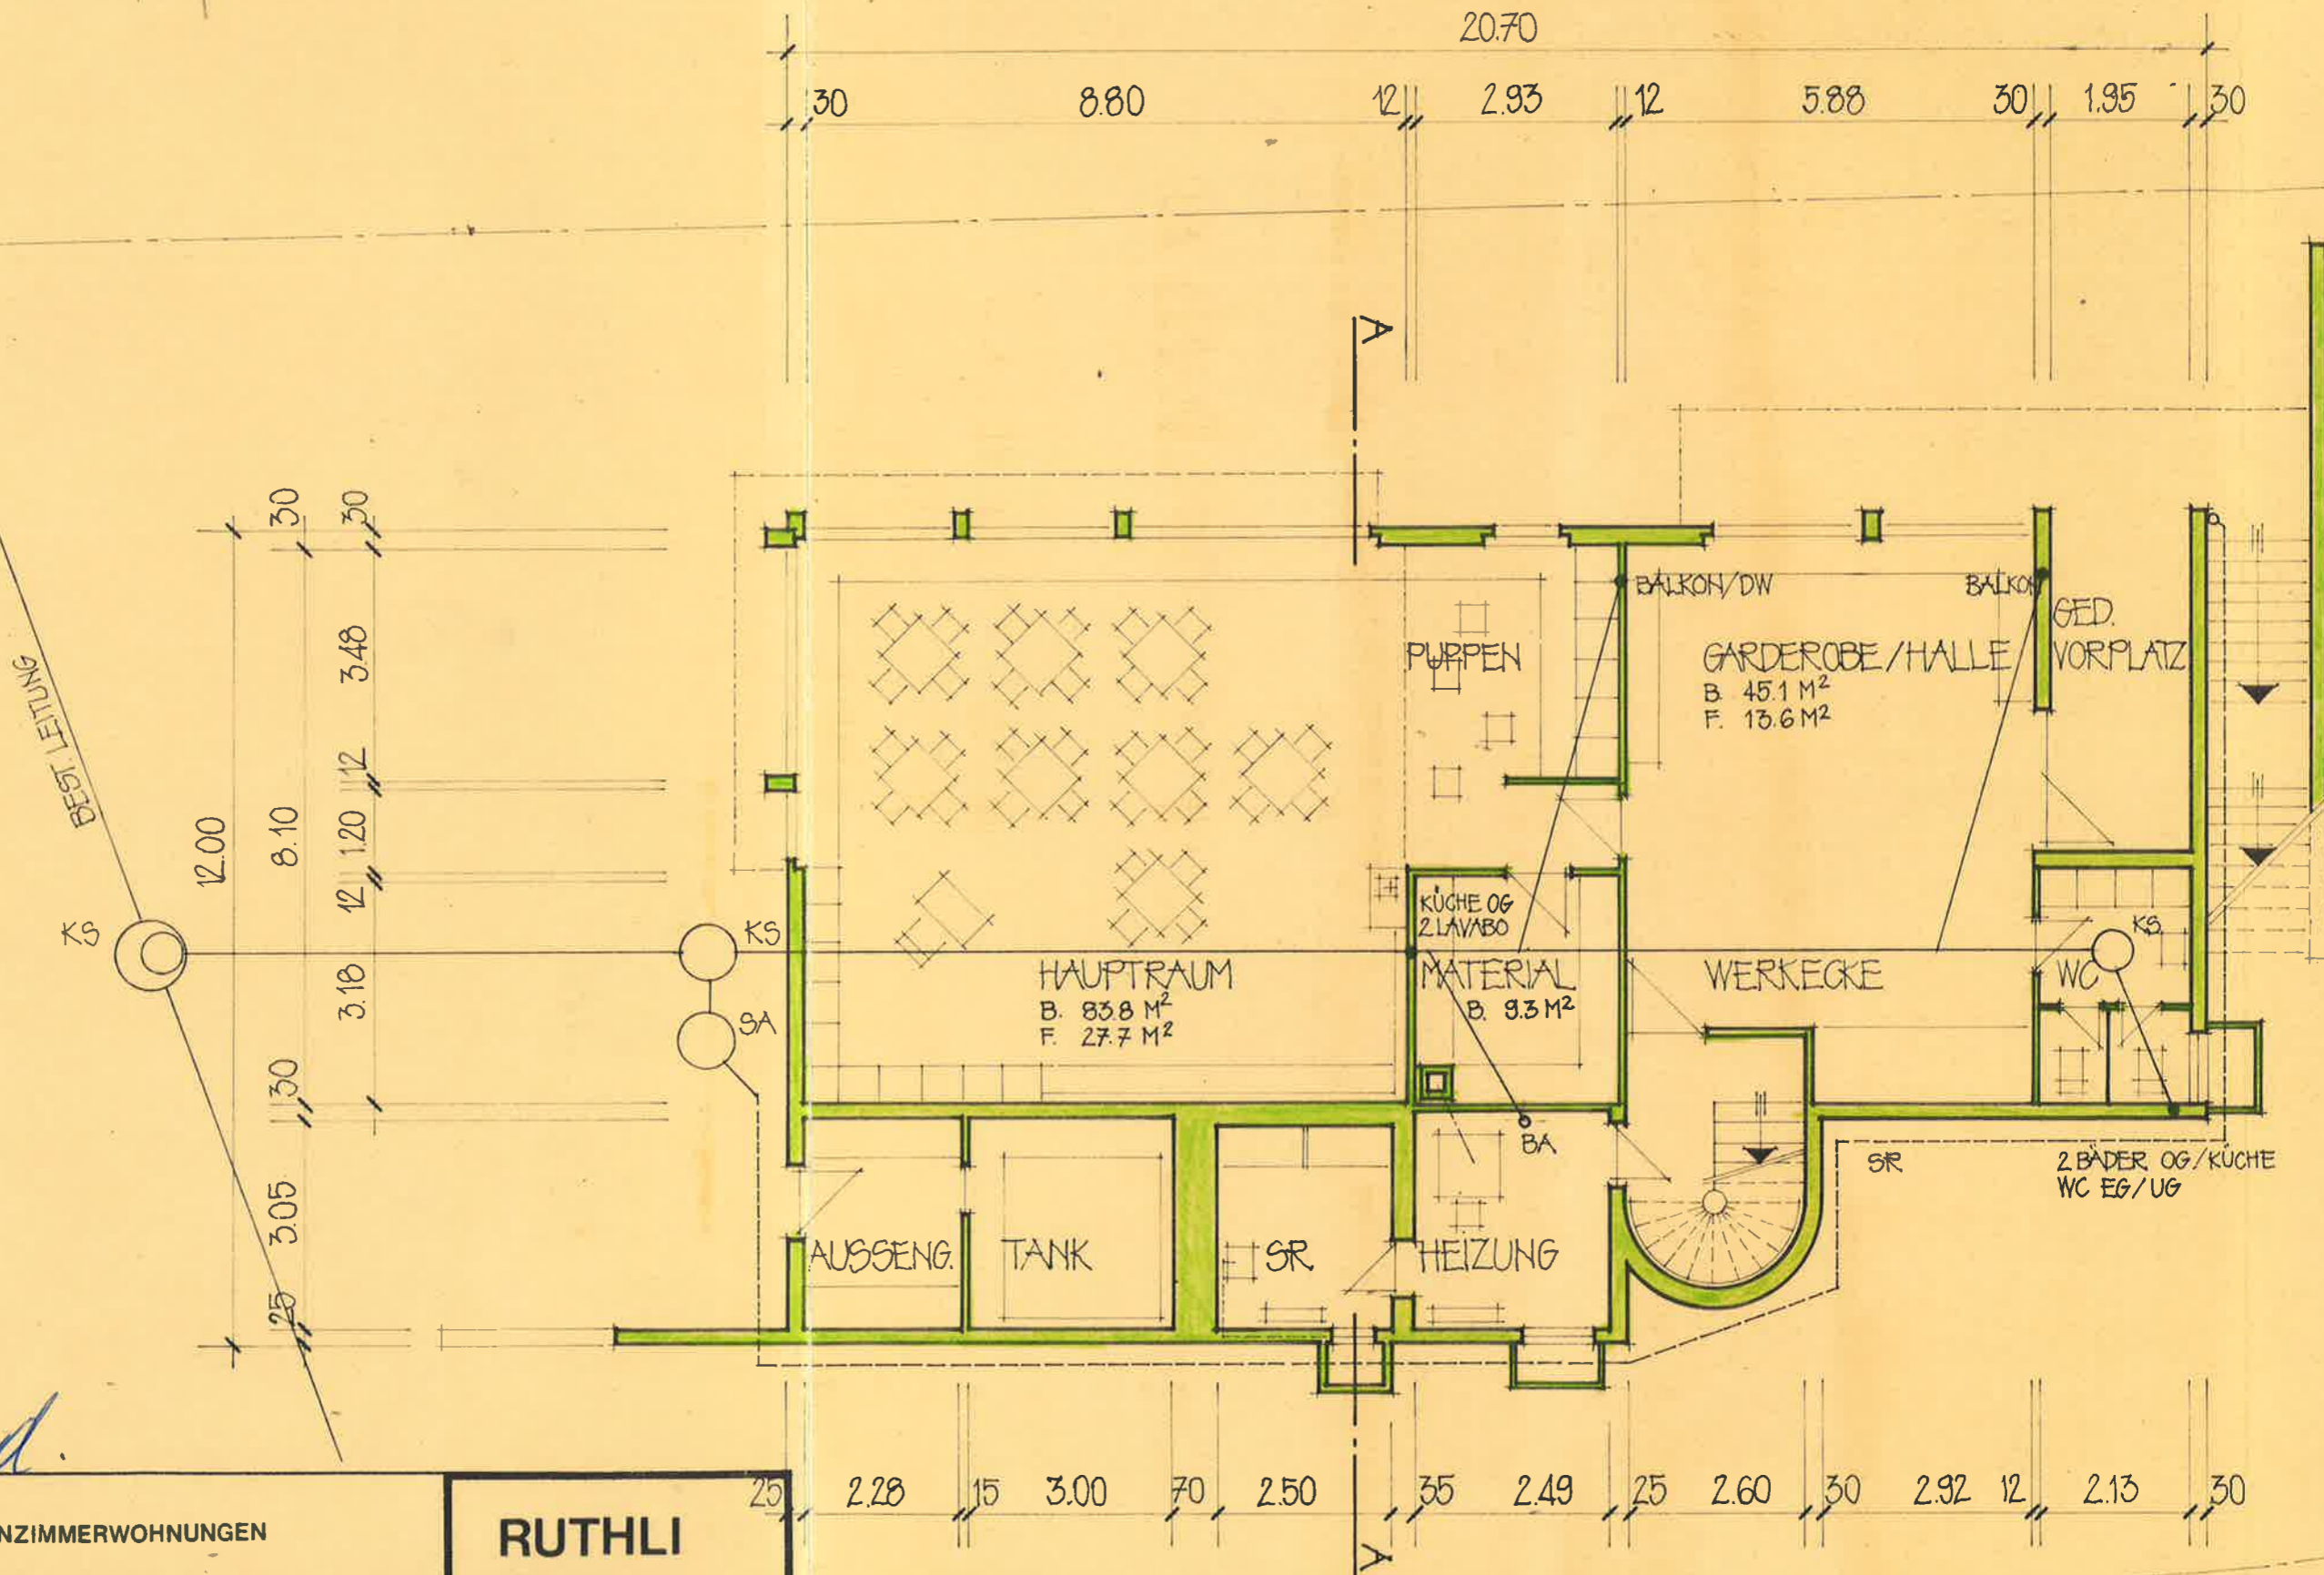 20.70
30 8.80 12 2.93 12 5.88 30 1.95 30
A
30 30
BALKON/DW BALKON
GED.
VORPLATZ
PUPPEN
GARDEROBE/HALLE
B. 45.1 M²
F. 13.6 M²
BEST. LEITUNG
12.00
8.10
3.48
12
1.20
12
3.18
30
3.05
25
KS
KS
SA
KÜCHE OG
2 LAVABO
KS
HAUPTRAUM
B. 83.8 M²
F. 27.7 M²
MATERIAL
B. 9.3 M²
WERKECKE
WC
BA
SR
2 BÄDER OG/KÜCHE
WC EG/UG
AUSSENG.
TANK
SR
HEIZUNG
25 2.28 15 3.00 70 2.50 35 2.49 25 2.60 30 2.92 12 2.13 30
A
NZIMMERWOHNUNGEN
RUTHLI